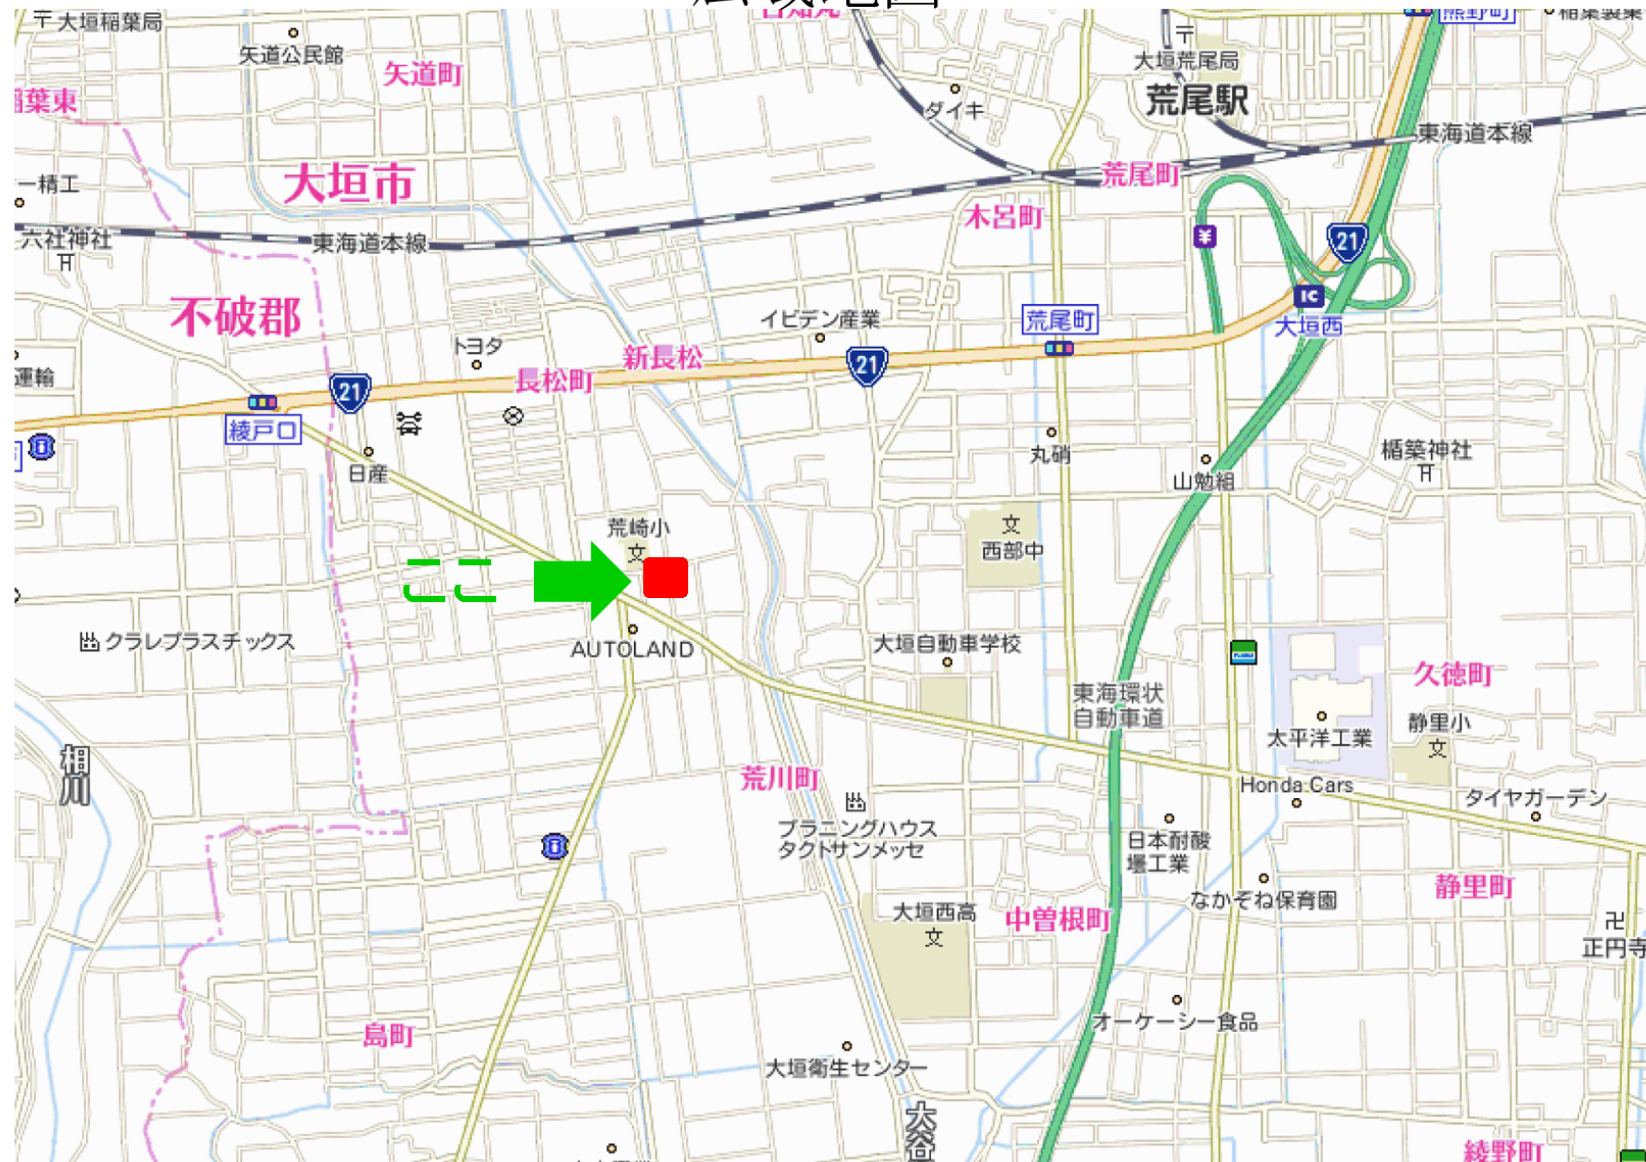 大垣稲葉局
矢道公民館
矢道町
大垣荒尾局
荒尾駅
ダイキ
東海道本線
大垣市
荒尾町
木呂町
六社神社
東海道本線
21
不破郡
イビデン産業
荒尾町
IC
大垣西
トヨタ
新長松
長松町
21
21
運輸
綾戸口
日産
丸硝
山勉組
楯築神社
荒崎小
文
文
西部中
ここ
クラレプラスチックス
AUTOLAND
大垣自動車学校
東海環状
自動車道
久徳町
静里小
文
太平洋工業
相川
荒川町
Honda Cars
タイヤガーデン
プラニングハウス
タクトサンメッセ
日本耐酸
壜工業
なかぞね保育園
静里町
大垣西高
文
中曽根町
正円寺
島町
オーケーシー食品
大垣衛生センター
大谷
綾野町